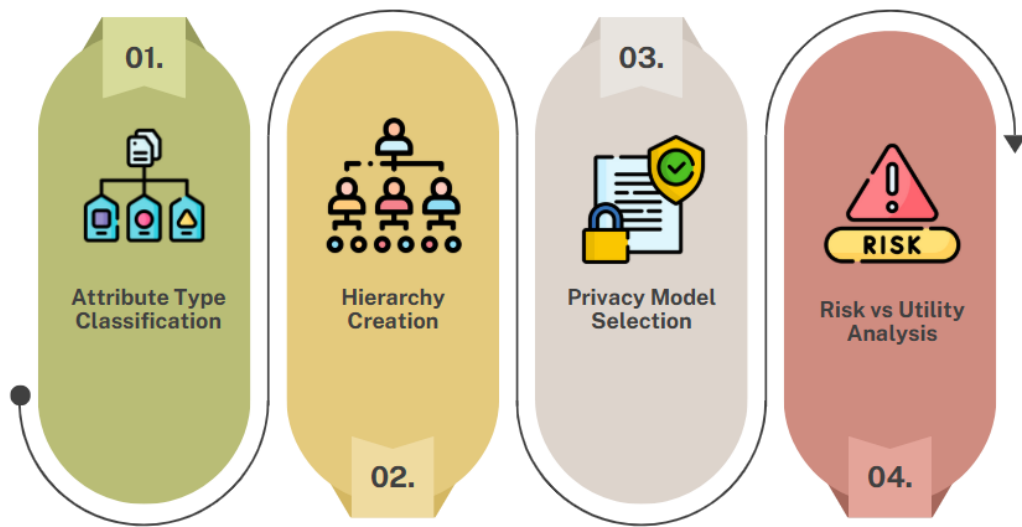 01.
Attribute Type
Classification
Hierarchy
Creation
02.
03.
Privacy Model
Selection
RISK
Risk vs Utility
Analysis
04.